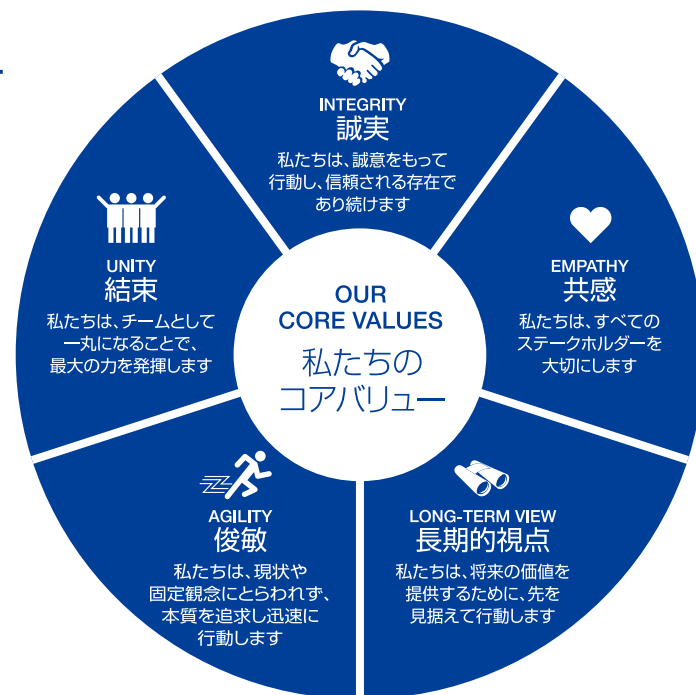 INTEGRITY
誠実
私たちは、誠意をもって
行動し、信頼される存在で
あり続けます
UNITY
結束
私たちは、チームとして
一丸になることで、
最大の力を発揮します
EMPATHY
共感
私たちは、すべての
ステークホルダーを
大切にします
OUR
CORE VALUES
私たちの
コアバリュー
AGILITY
俊敏
私たちは、現状や
固定観念にとらわれず、
本質を追求し迅速に
行動します
LONG-TERM VIEW
長期的視点
私たちは、将来の価値を
提供するために、先を
見据えて行動します